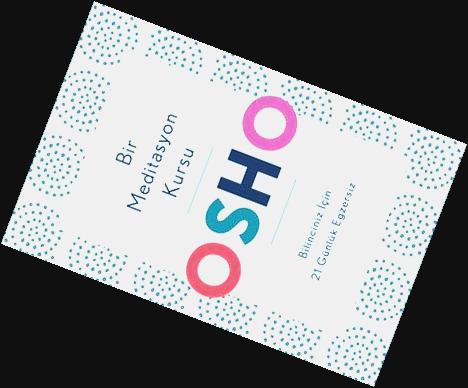 Bir
Meditasyon
Kursu
OSHO
Bilinciniz İçin
21 Günlük Egzersiz